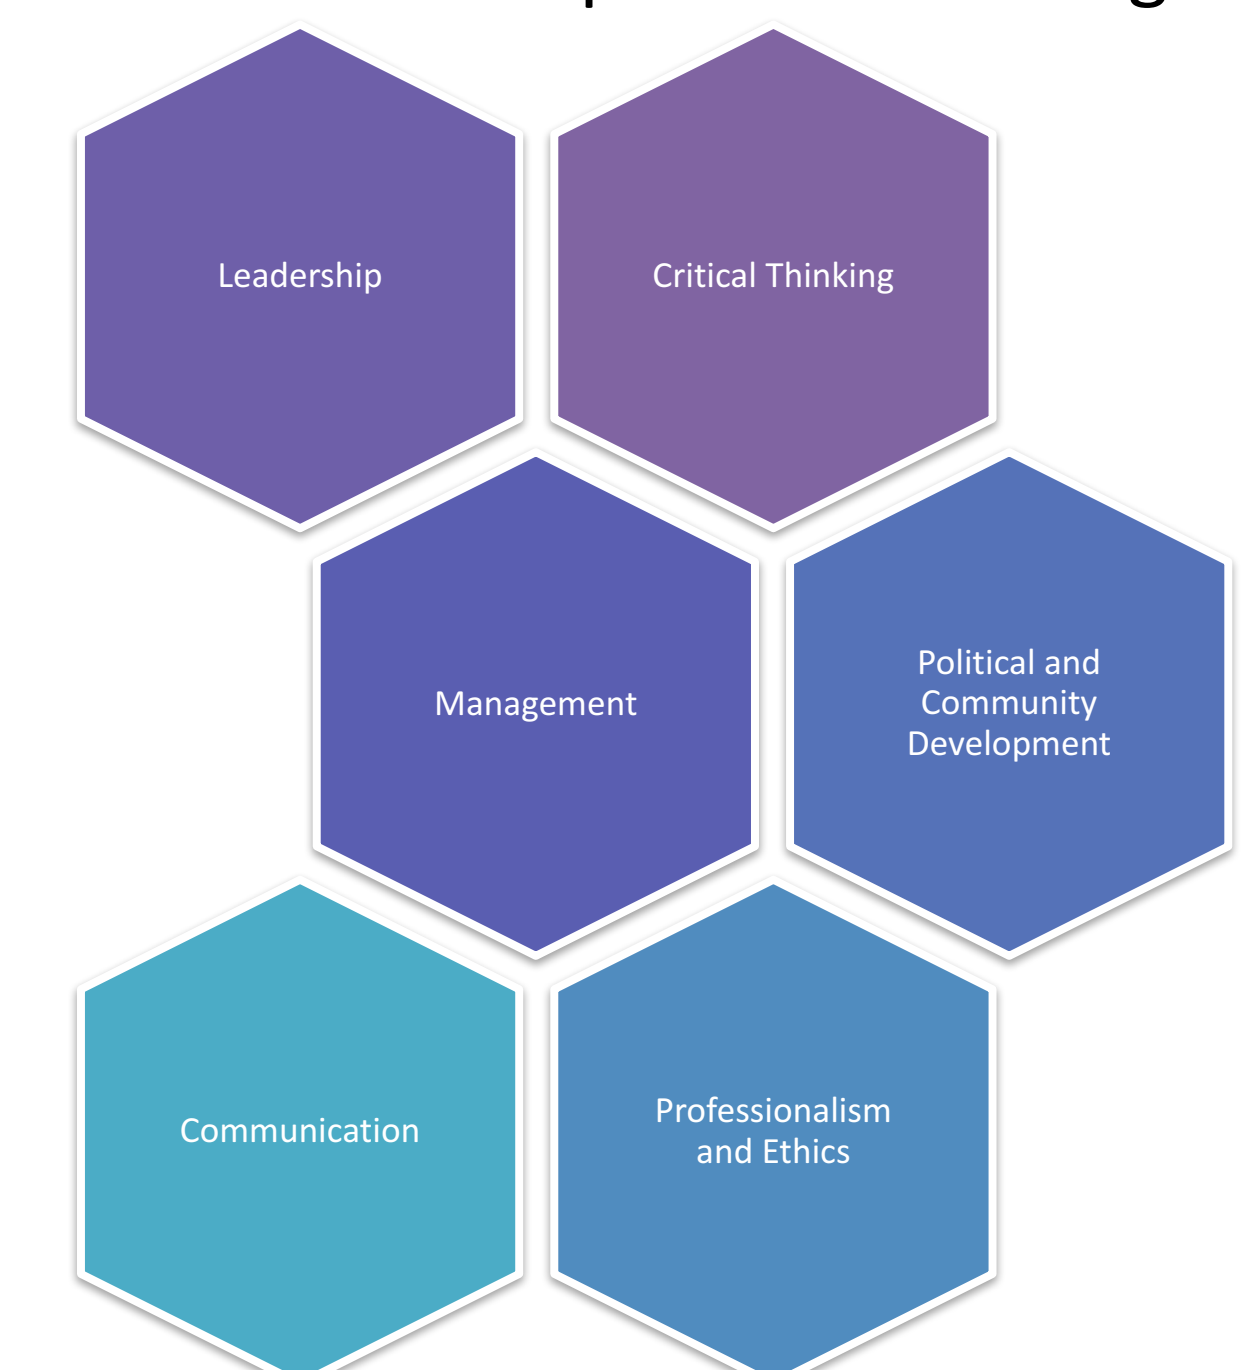 Leadership
Critical Thinking
Management
Political and
Community
Development
Communication
Professionalism
and Ethics